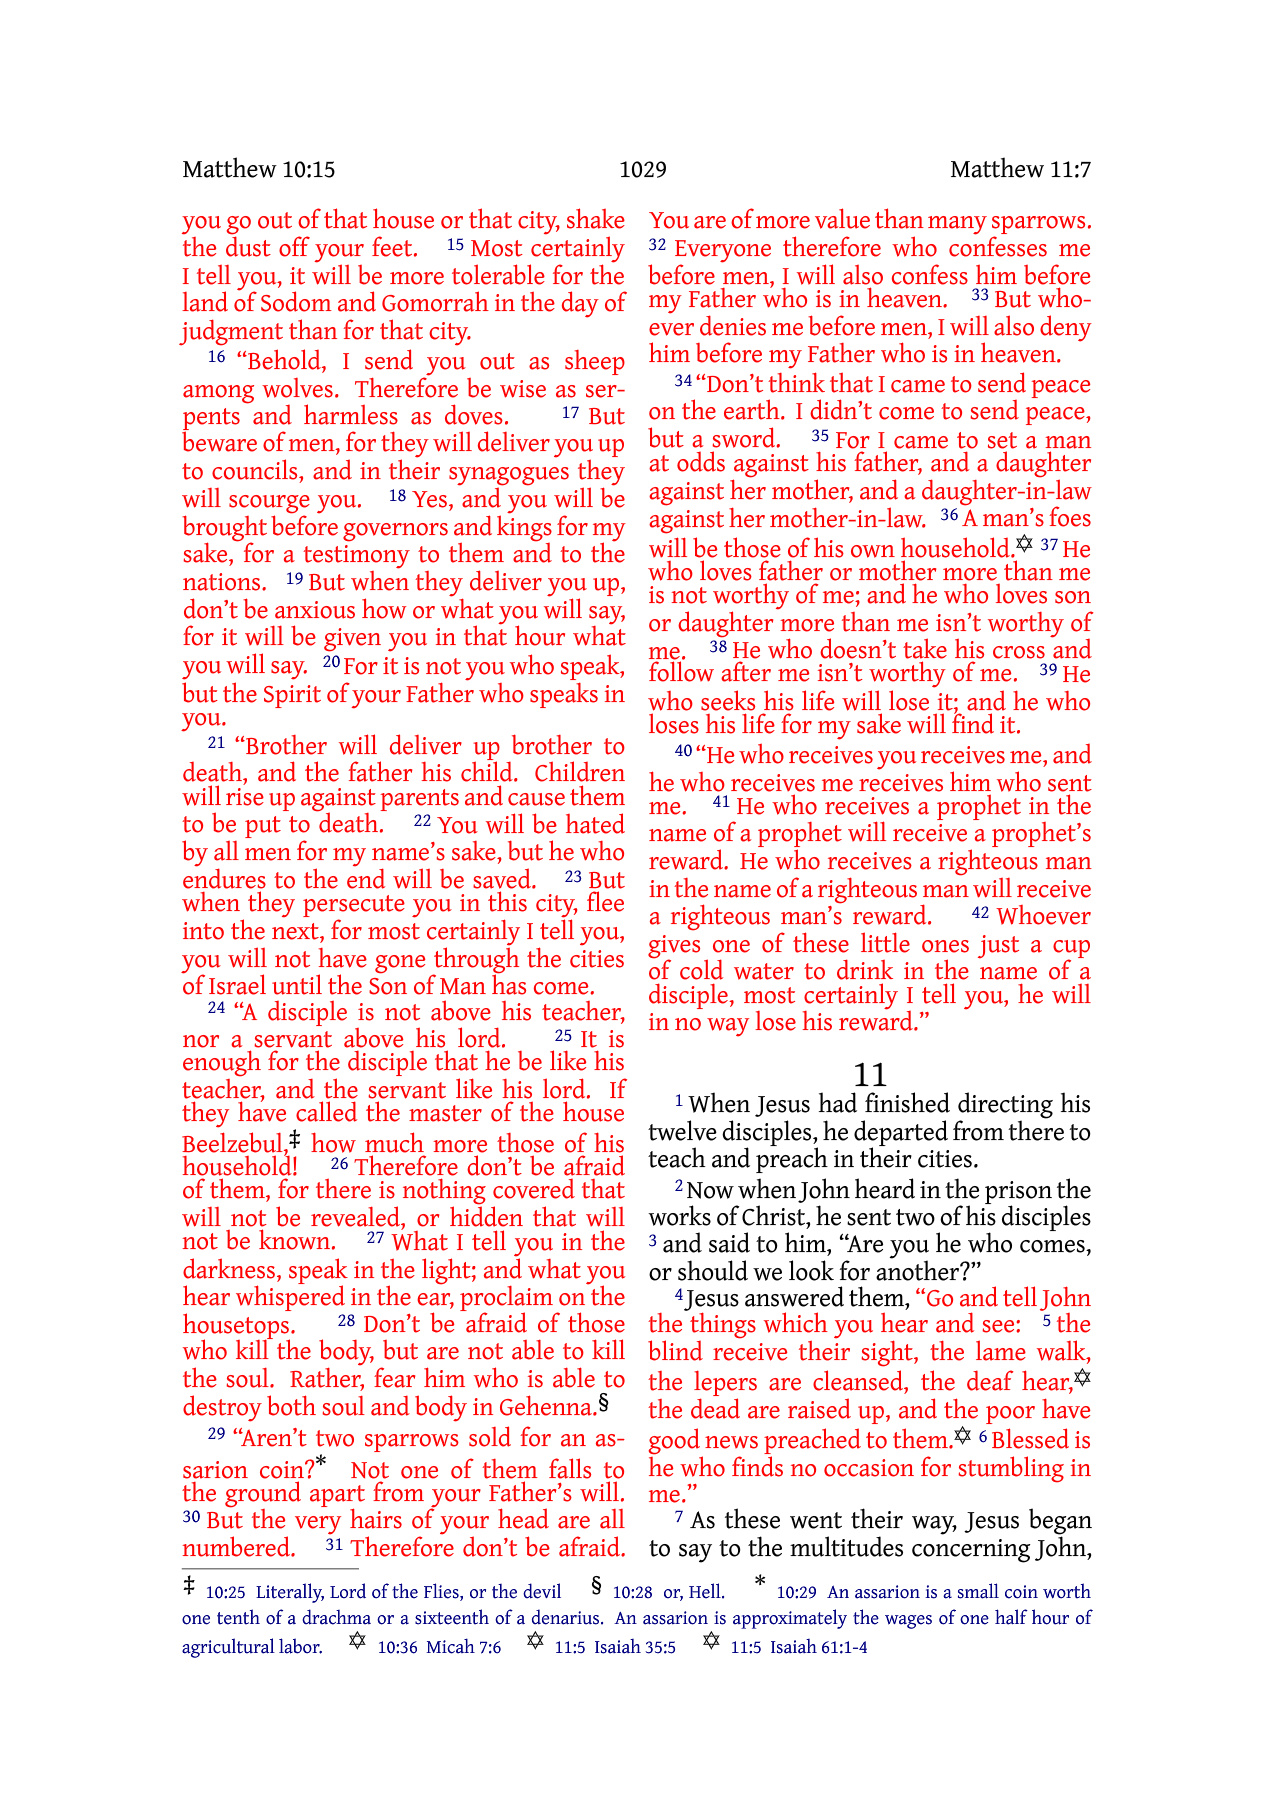 Matthew 10:15 1029 Matthew 11:7
you go out of that house or that city, shake
the dust off your feet. 15 Most certainly
I tell you, it will be more tolerable for the
land of Sodom and Gomorrah in the day of
judgment than for that city.
16 “Behold, I send you out as sheep
among wolves. Therefore be wise as ser-
pents and harmless as doves. 17 But
beware of men, for they will deliver you up
to councils, and in their synagogues they
will scourge you. 18 Yes, and you will be
brought before governors and kings for my
sake, for a testimony to them and to the
nations. 19 But when they deliver you up,
don’t be anxious how or what you will say,
for it will be given you in that hour what
you will say. 20 For it is not you who speak,
but the Spirit of your Father who speaks in
you.
21 “Brother will deliver up brother to
death, and the father his child. Children
will rise up against parents and cause them
to be put to death. 22 You will be hated
by all men for my name’s sake, but he who
endures to the end will be saved. 23 But
when they persecute you in this city, flee
into the next, for most certainly I tell you,
you will not have gone through the cities
of Israel until the Son of Man has come.
24 “A disciple is not above his teacher,
nor a servant above his lord. 25 It is
enough for the disciple that he be like his
teacher, and the servant like his lord. If
they have called the master of the house
Beelzebul,‡ how much more those of his
household! 26 Therefore don’t be afraid
of them, for there is nothing covered that
will not be revealed, or hidden that will
not be known. 27 What I tell you in the
darkness, speak in the light; and what you
hear whispered in the ear, proclaim on the
housetops. 28 Don’t be afraid of those
who kill the body, but are not able to kill
the soul. Rather, fear him who is able to
destroy both soul and body in Gehenna.§
29 “Aren’t two sparrows sold for an as-
sarion coin?* Not one of them falls to
the ground apart from your Father’s will.
30 But the very hairs of your head are all
numbered. 31 Therefore don’t be afraid.
You are of more value than many sparrows.
32 Everyone therefore who confesses me
before men, I will also confess him before
my Father who is in heaven. 33 But who-
ever denies me before men, I will also deny
him before my Father who is in heaven.
34 “Don’t think that I came to send peace
on the earth. I didn’t come to send peace,
but a sword. 35 For I came to set a man
at odds against his father, and a daughter
against her mother, and a daughter-in-law
against her mother-in-law. 36 A man’s foes
will be those of his own household.✡ 37 He
who loves father or mother more than me
is not worthy of me; and he who loves son
or daughter more than me isn’t worthy of
me. 38 He who doesn’t take his cross and
follow after me isn’t worthy of me. 39 He
who seeks his life will lose it; and he who
loses his life for my sake will find it.
40 “He who receives you receives me, and
he who receives me receives him who sent
me. 41 He who receives a prophet in the
name of a prophet will receive a prophet’s
reward. He who receives a righteous man
in the name of a righteous man will receive
a righteous man’s reward. 42 Whoever
gives one of these little ones just a cup
of cold water to drink in the name of a
disciple, most certainly I tell you, he will
in no way lose his reward.”
11
1 When Jesus had finished directing his
twelve disciples, he departed from there to
teach and preach in their cities.
2 Now when John heard in the prison the
works of Christ, he sent two of his disciples
3 and said to him, “Are you he who comes,
or should we look for another?”
4 Jesus answered them, “Go and tell John
the things which you hear and see: 5 the
blind receive their sight, the lame walk,
the lepers are cleansed, the deaf hear,✡
the dead are raised up, and the poor have
good news preached to them.✡ 6 Blessed is
he who finds no occasion for stumbling in
me.”
7 As these went their way, Jesus began
to say to the multitudes concerning John,
‡ 10:25 Literally, Lord of the Flies, or the devil § 10:28 or, Hell. * 10:29 An assarion is a small coin worth
one tenth of a drachma or a sixteenth of a denarius. An assarion is approximately the wages of one half hour of
agricultural labor. ✡ 10:36 Micah 7:6 ✡ 11:5 Isaiah 35:5 ✡ 11:5 Isaiah 61:1-4